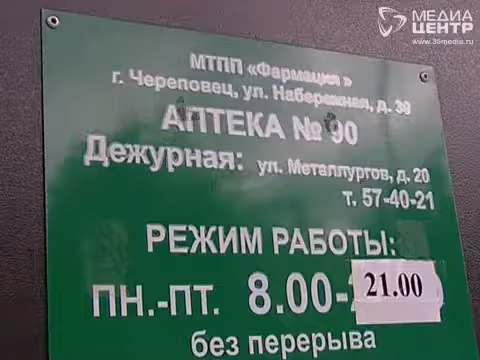 МЕДИА
ЦЕНТР
www.35media.ru
МТПП «Фармация»
г. Череповец, ул. Набережная, д. 39
АПТЕКА № 90
Дежурная: ул. Металлургов, д. 20
т. 57-40-21
РЕЖИМ РАБОТЫ:
ПН.-ПТ. 8.00-21.00
без перерыва